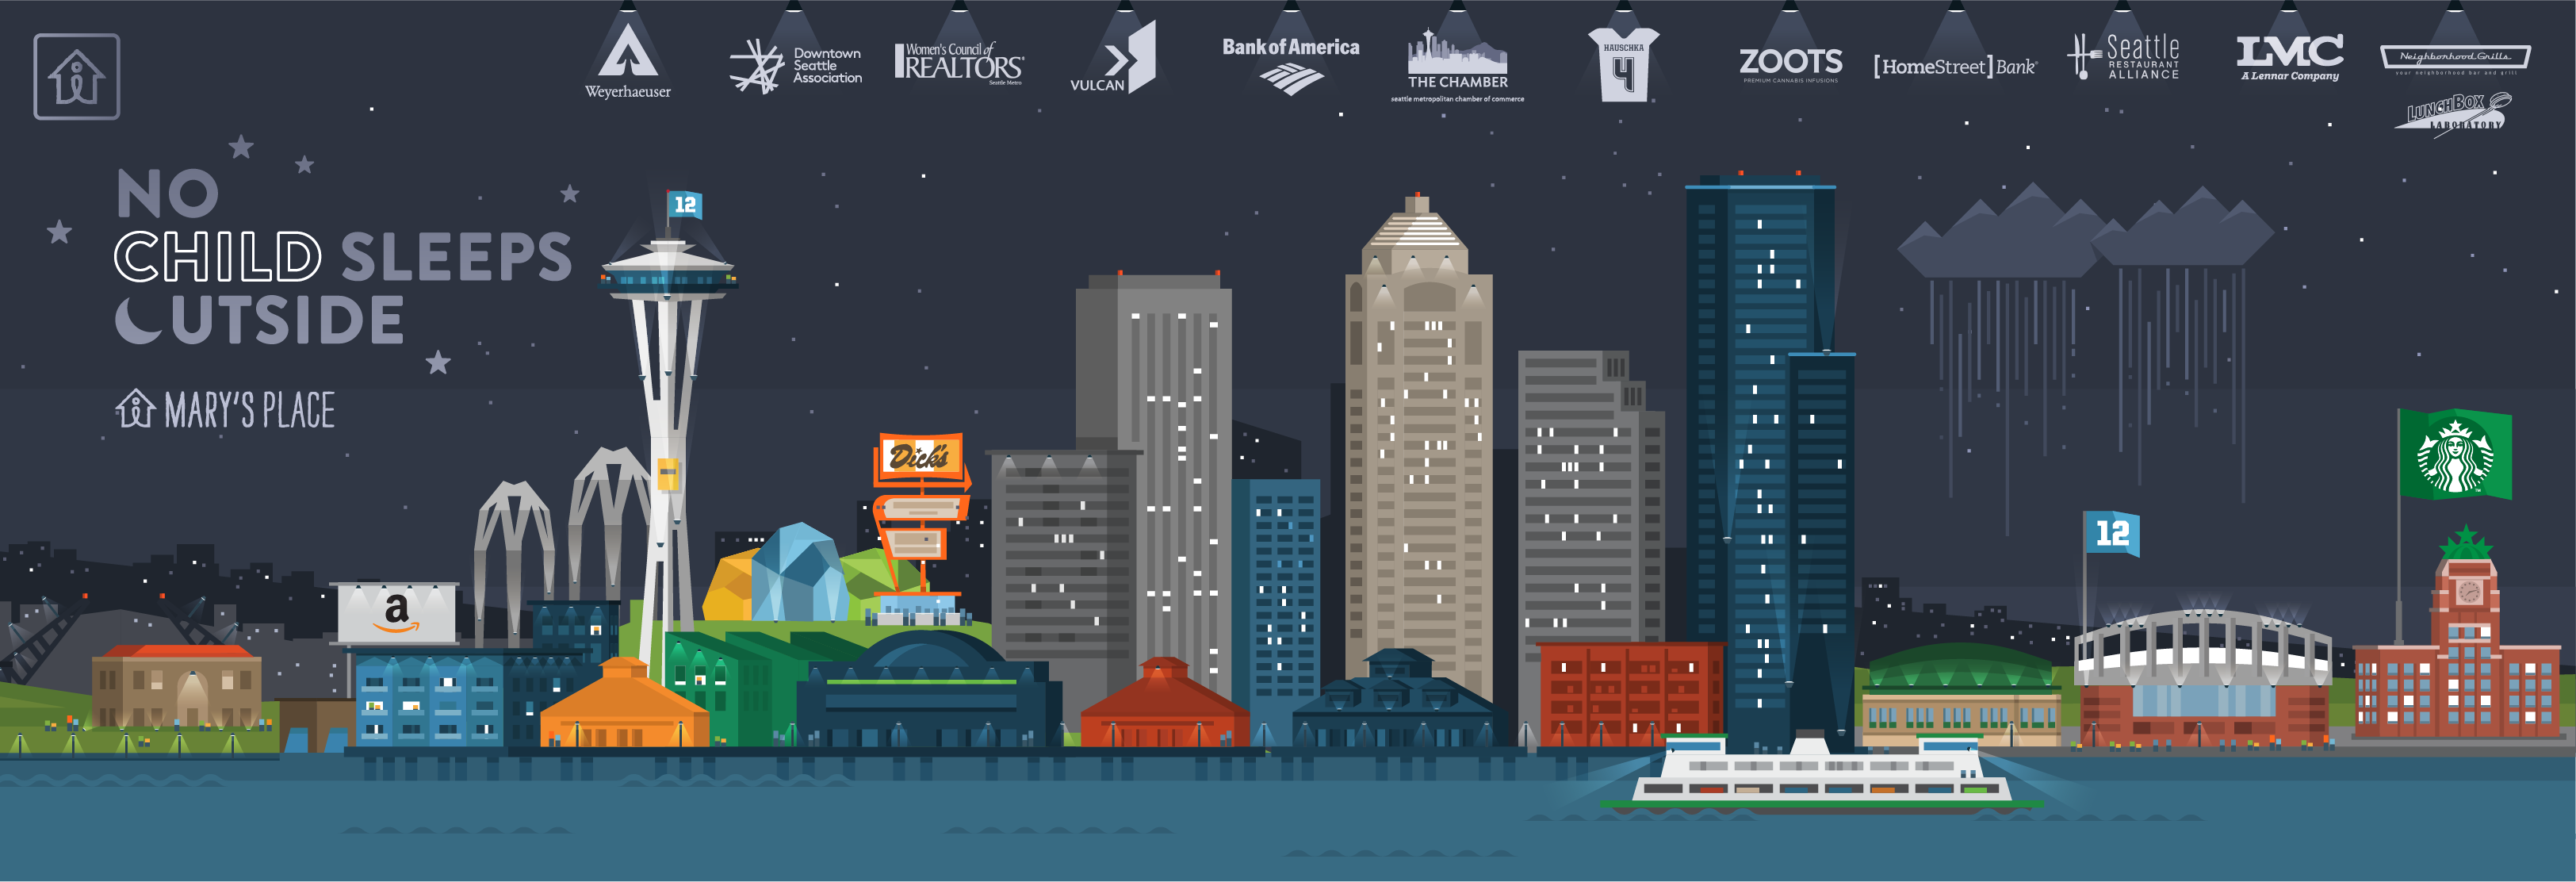 NO
CHILD SLEEPS
OUTSIDE
MARY'S PLACE
Weyerhaeuser
Downtown
Seattle
Association
Women's Council of
REALTORS®
Seattle Metro
VULCAN
Bank of America
THE CHAMBER
seattle metropolitan chamber of commerce
HAUSCHKA
4
ZOOTS
PREMIUM CANNABIS INFUSIONS
[HomeStreet] Bank®
Seattle
RESTAURANT
ALLIANCE
LMC
A Lennar Company
Neighborhood Grills
your neighborhood bar and grill
LUNCHBOX
LABORATORY
12
Dick's
a
12